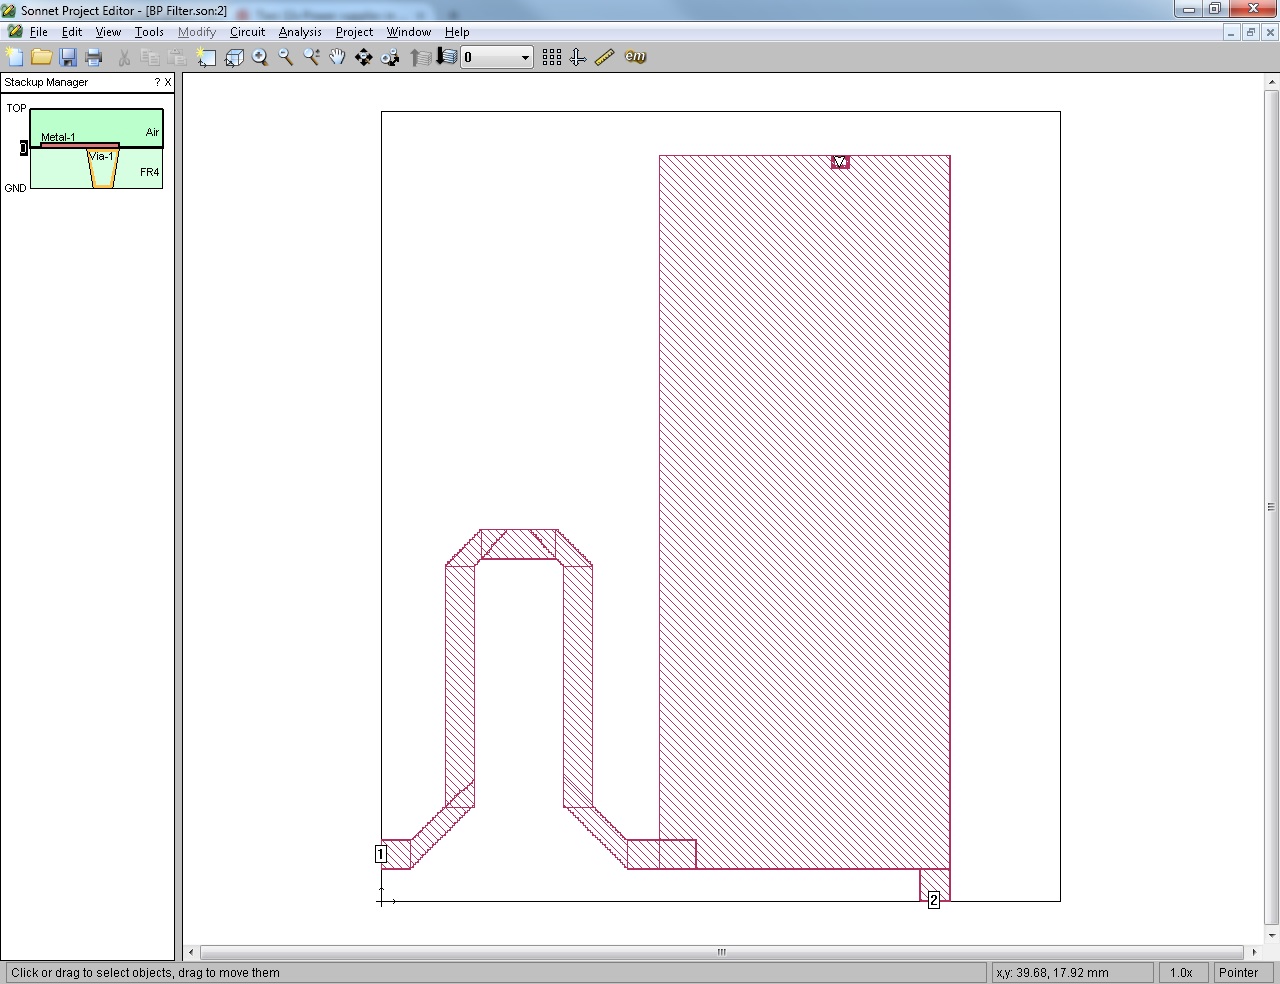 Sonnet Project Editor - [BP Filter.son:2]
File Edit View Tools Modify Circuit Analysis Project Window Help
0 em
Stackup Manager ? X
TOP
Metal-1 Air
0
Via-1
FR4
GND
1
2
Click or drag to select objects, drag to move them x,y: 39.68, 17.92 mm 1.0x Pointer